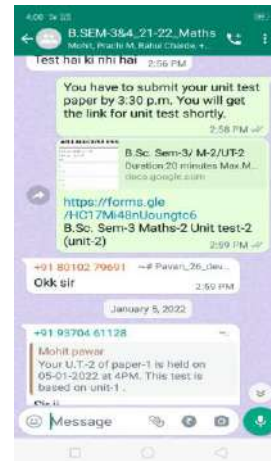 4:00
B.SEM-3&4_21-22_Maths
Mohit, Prachi M, Rahul Charde, +...
Test hai ki nhi hai 2:56 PM
You have to submit your unit test
paper by 3:30 p.m. You will get
the link for unit test shortly.
2:58 PM
B.Sc. Sem-3/ M-2/UT-2
Duration 20 minutes Max.M...
docs.google.com
https://forms.gle
/HC17Mi48nUoungtc6
B.Sc. Sem-3 Maths-2 Unit test-2
(unit-2) 2:59 PM
+91 80102 79691 ~# Pavan_26_dev...
Okk sir 2:59 PM
January 5, 2022
+91 93704 61128
Mohit pawar
Your U.T.-2 of paper-1 is held on
05-01-2022 at 4PM. This test is
based on unit-1 .
Message